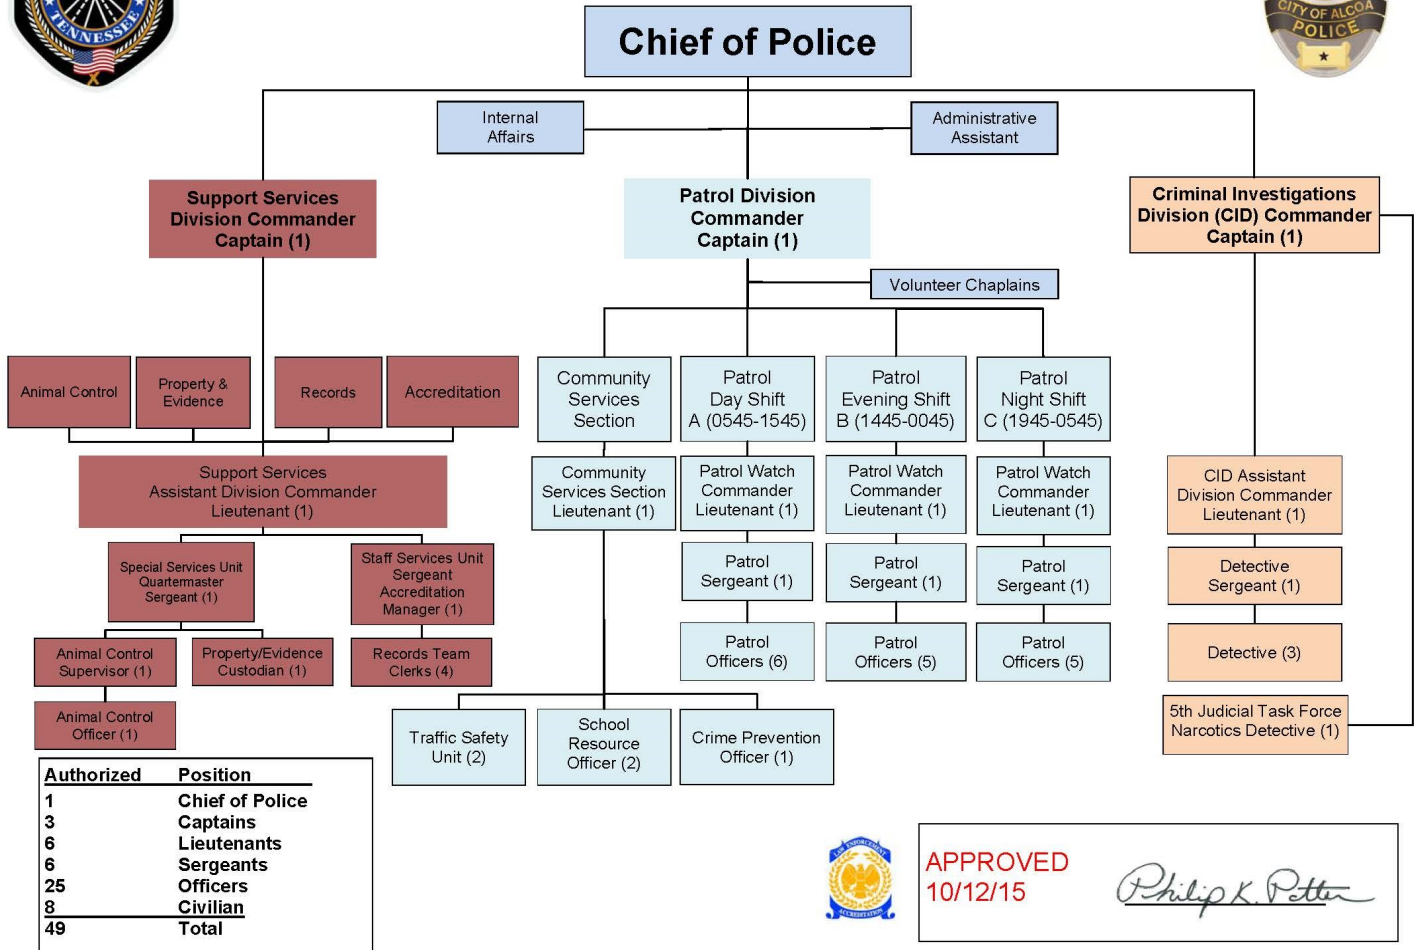 TENNESSEE
CITY OF ALCOA
POLICE
Chief of Police
Internal
Affairs
Administrative
Assistant
Support Services
Division Commander
Captain (1)
Patrol Division
Commander
Captain (1)
Criminal Investigations
Division (CID) Commander
Captain (1)
Volunteer Chaplains
Animal Control
Property &
Evidence
Records
Accreditation
Community
Services
Section
Patrol
Day Shift
A (0545-1545)
Patrol
Evening Shift
B (1445-0045)
Patrol
Night Shift
C (1945-0545)
Support Services
Assistant Division Commander
Lieutenant (1)
Community
Services Section
Lieutenant (1)
Patrol Watch
Commander
Lieutenant (1)
Patrol Watch
Commander
Lieutenant (1)
Patrol Watch
Commander
Lieutenant (1)
CID Assistant
Division Commander
Lieutenant (1)
Special Services Unit
Quartermaster
Sergeant (1)
Staff Services Unit
Sergeant
Accreditation
Manager (1)
Patrol
Sergeant (1)
Patrol
Sergeant (1)
Patrol
Sergeant (1)
Detective
Sergeant (1)
Animal Control
Supervisor (1)
Property/Evidence
Custodian (1)
Records Team
Clerks (4)
Patrol
Officers (6)
Patrol
Officers (5)
Patrol
Officers (5)
Detective (3)
Animal Control
Officer (1)
Traffic Safety
Unit (2)
School
Resource
Officer (2)
Crime Prevention
Officer (1)
5th Judicial Task Force
Narcotics Detective (1)
Authorized Position
1 Chief of Police
3 Captains
6 Lieutenants
6 Sergeants
25 Officers
8 Civilian
49 Total
LAW ENFORCEMENT
ACCREDITATION
APPROVED
10/12/15
Philip K. Potter